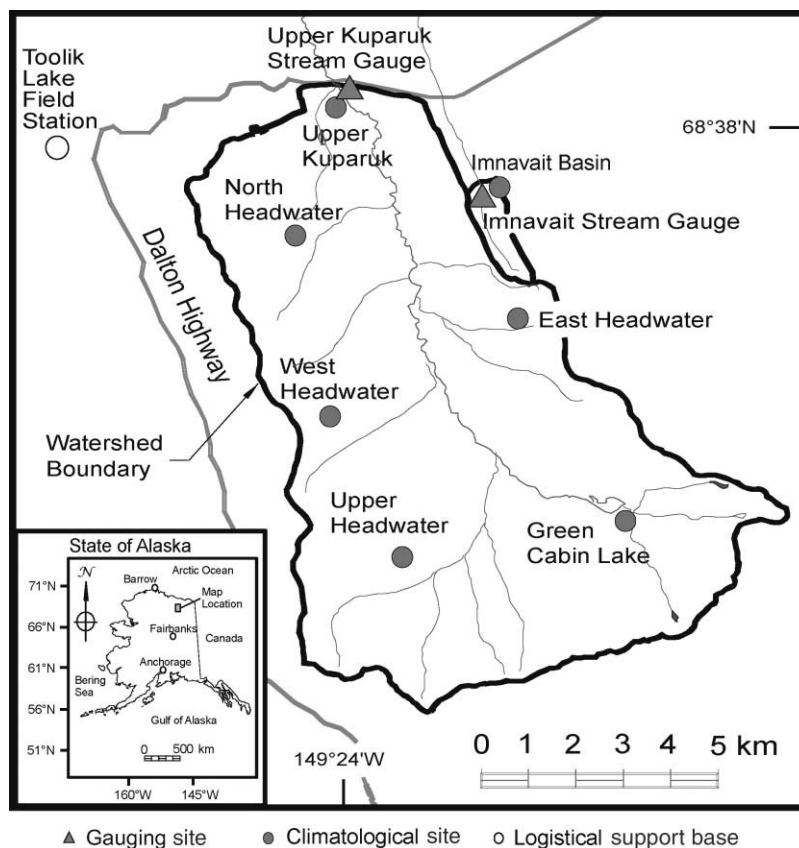 Upper Kuparuk
Stream Gauge
Toolik
Lake
Field
Station
68°38'N
Upper
Kuparuk
Imnavait Basin
North
Headwater
Imnavait Stream Gauge
Dalton Highway
East Headwater
West
Headwater
Watershed
Boundary
Upper
Headwater
Green
Cabin Lake
State of Alaska
N
Arctic Ocean
Barrow
71°N
Map
Location
66°N
Fairbanks
Canada
61°N
Anchorage
Bering
Sea
56°N
Gulf of Alaska
51°N
0 500 km
160°W 145°W
149°24'W
0 1 2 3 4 5 km
Gauging site Climatological site Logistical support base